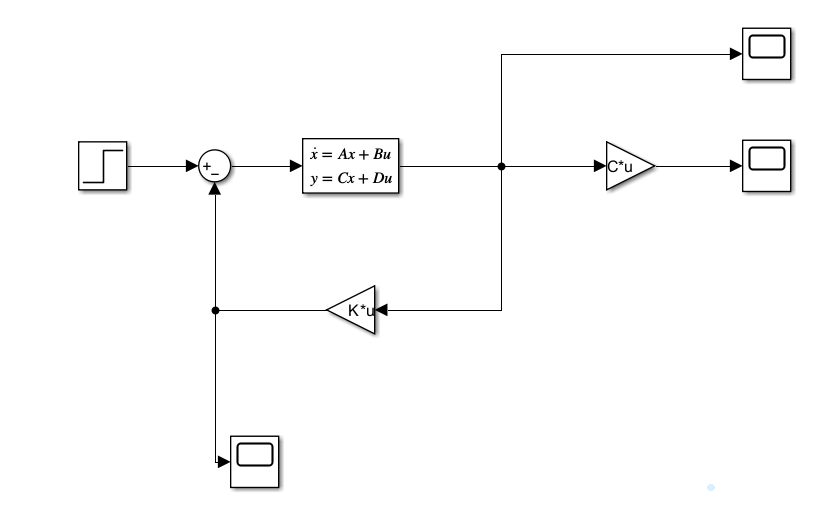 +
−
ẋ = Ax + Bu
y = Cx + Du
C*u
K*u